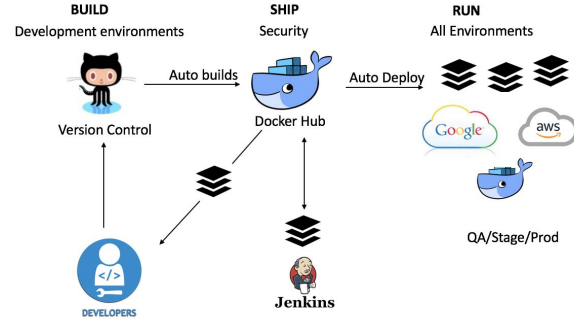 BUILD
Development environments
SHIP
Security
RUN
All Environments
Auto builds
Auto Deploy
Version Control
Docker Hub
Google
aws
QA/Stage/Prod
</>
DEVELOPERS
Jenkins